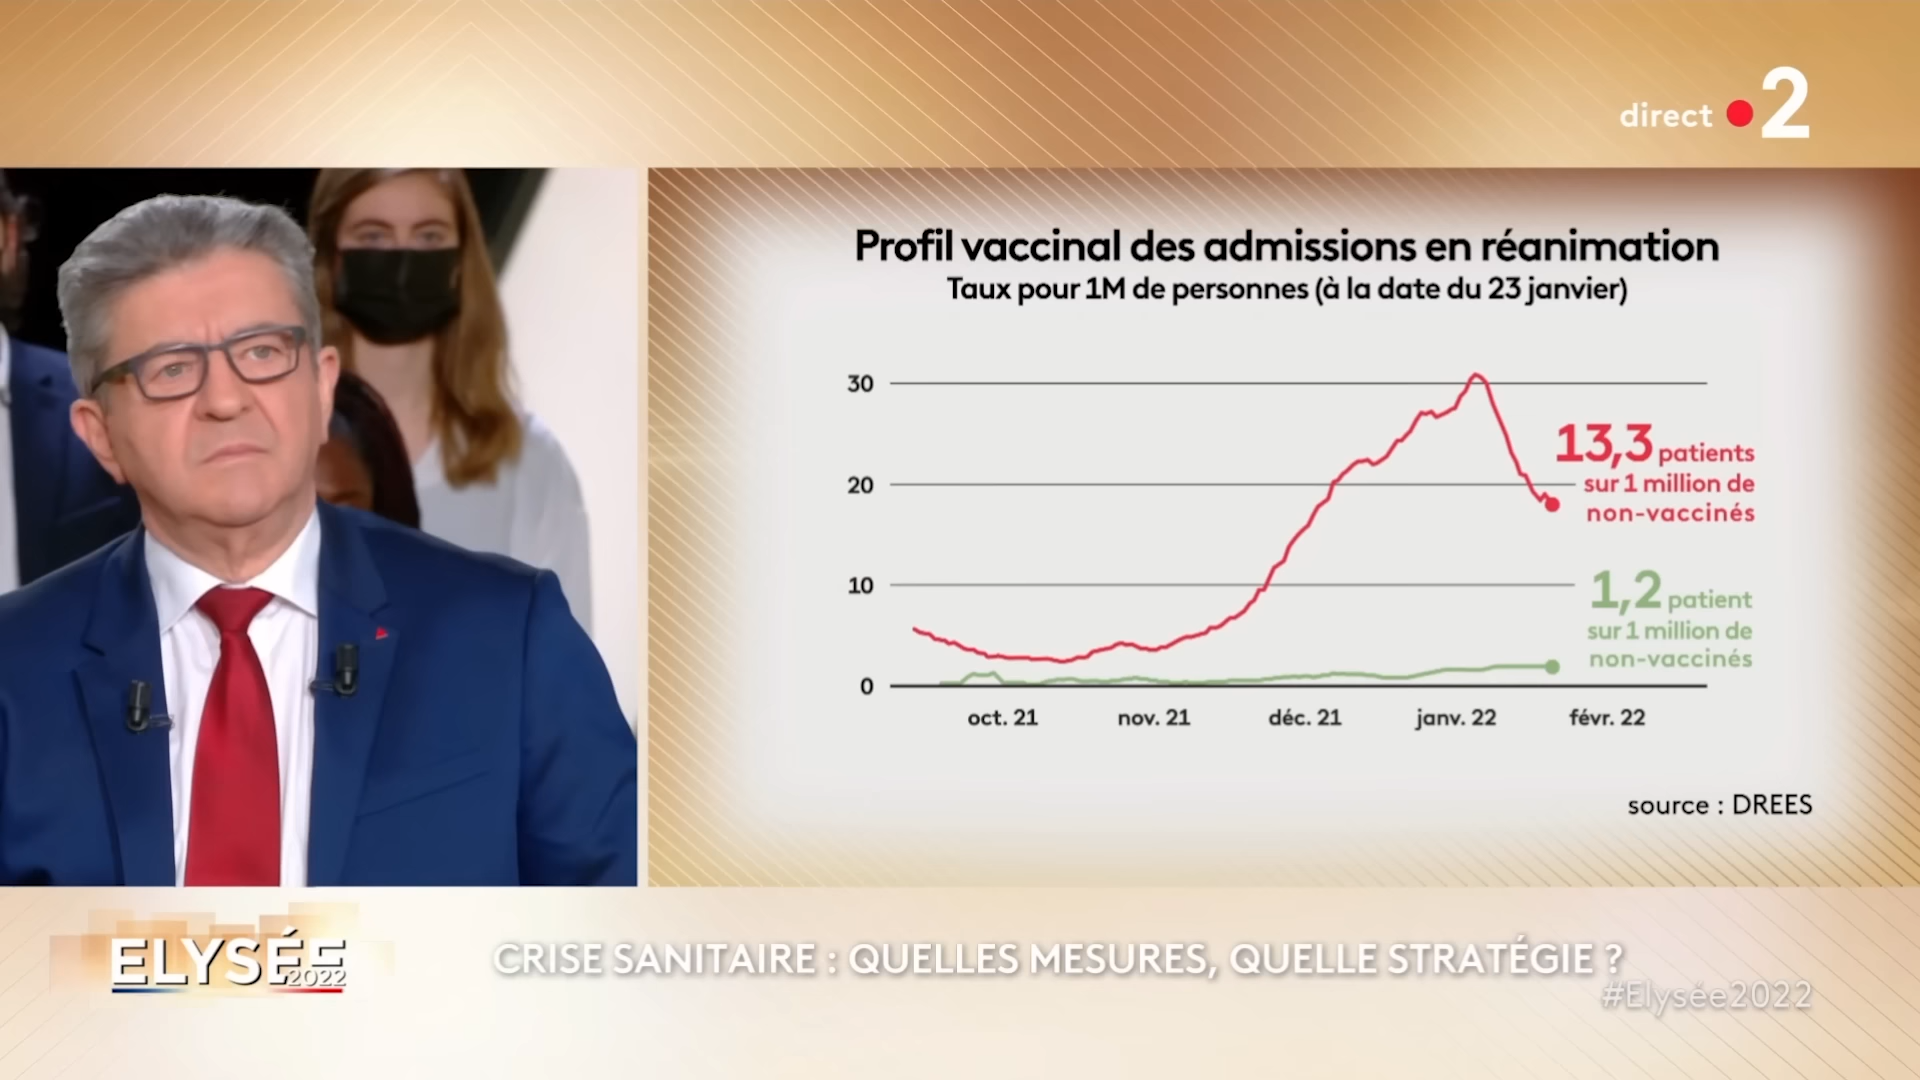 direct 2
Profil vaccinal des admissions en réanimation
Taux pour 1M de personnes (à la date du 23 janvier)
30
20
10
0
oct. 21
nov. 21
déc. 21
janv. 22
févr. 22
13,3 patients
sur 1 million de
non-vaccinés
1,2 patient
sur 1 million de
non-vaccinés
source : DREES
ELYSÉE
2022
CRISE SANITAIRE : QUELLES MESURES, QUELLE STRATÉGIE ?
#Elysée2022